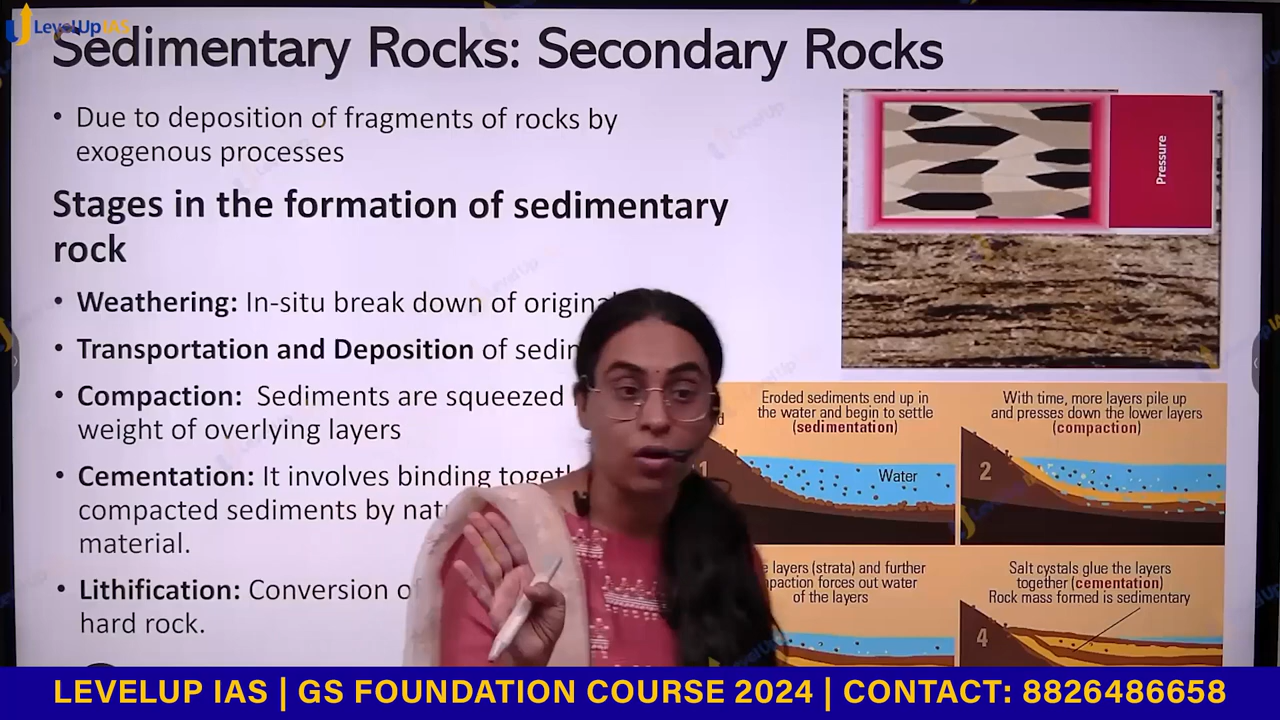 LevelUp IAS
Sedimentary Rocks: Secondary Rocks
• Due to deposition of fragments of rocks by
exogenous processes
Stages in the formation of sedimentary
rock
• Weathering: In-situ break down of
• Transportation and Deposition of
• Compaction: Sediments are squeezed
weight of overlying layers
• Cementation: It involves binding
compacted sediments by
material.
• Lithification: Conversion
hard rock.
Pressure
Eroded sediments end up in
the water and begin to settle
(sedimentation)
1
Water
With time, more layers pile up
and presses down the lower layers
(compaction)
2
layers (strata) and further
forces out water
of the layers
Salt cystals glue the layers
together (cementation)
Rock mass formed is sedimentary
4
LEVELUP IAS | GS FOUNDATION COURSE 2024 | CONTACT: 8826486658